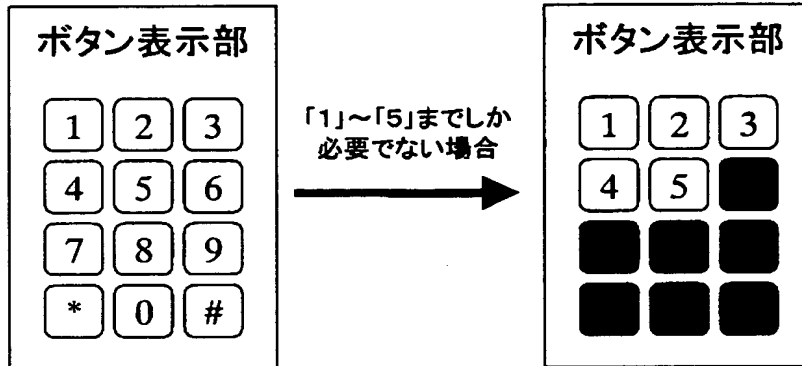 ボタン表示部
1 2 3
4 5 6
7 8 9
* 0 #
「1」～「5」までしか
必要でない場合
ボタン表示部
1 2 3
4 5